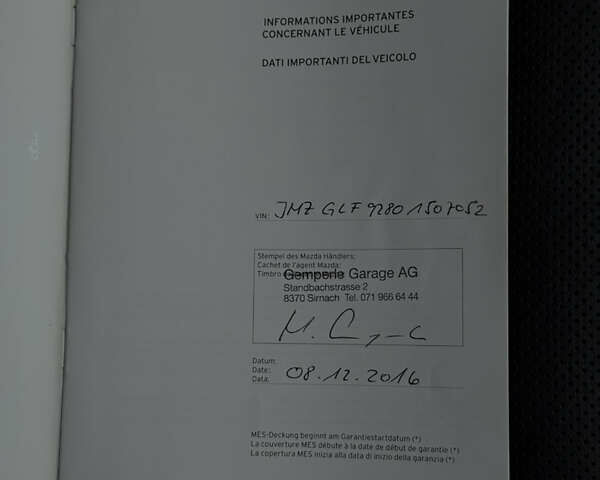 INFORMATIONS IMPORTANTES
CONCERNANT LE VÉHICULE
DATI IMPORTANTI DEL VEICOLO
VIN: JMZ GLF 9280 1507052
Stempel des Mazda Händlers:
Cachet de l'agent Mazda:
Timbro
Gemperle Garage AG
Standbachstrasse 2
8370 Sirnach Tel. 071 966 64 44
Datum:
Date: 08.12.2016
Data:
MES-Deckung beginnt am Garantiestartdatum (*)
La couverture MES débute à la date de début de garantie (*)
La copertura MES inizia alla data di inizio della garanzia (*)